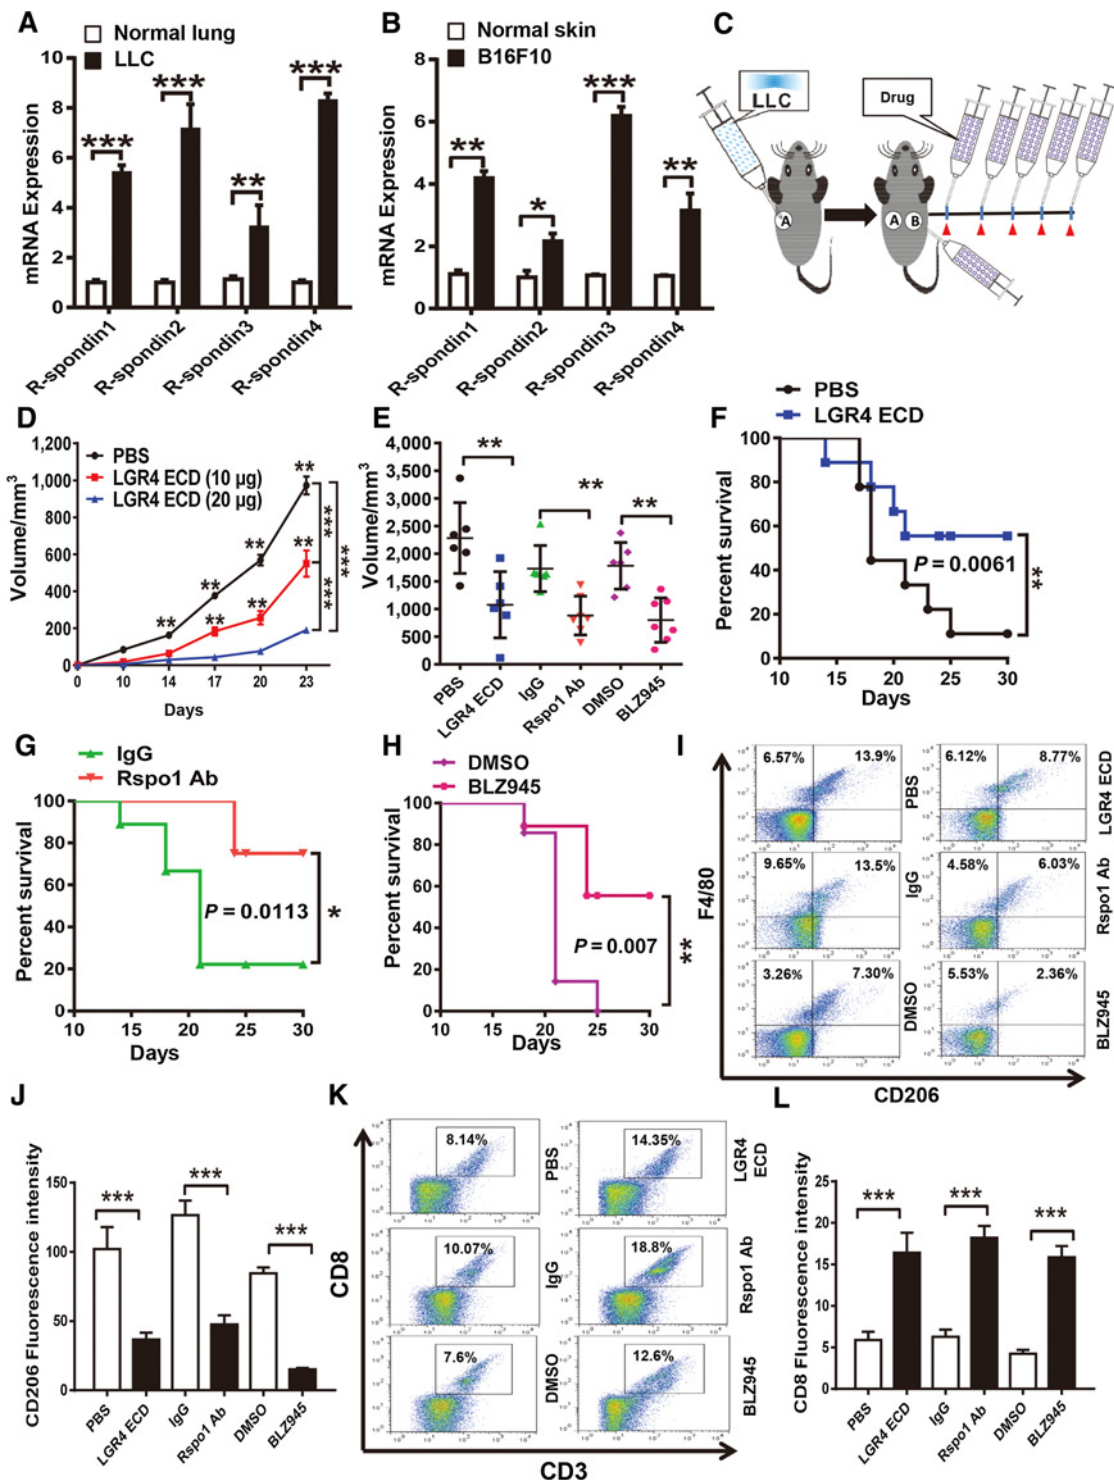 A
Normal lung
LLC
mRNA Expression
10
8
6
4
2
0
***
***
**
***
R-spondin1
R-spondin2
R-spondin3
R-spondin4
B
Normal skin
B16F10
mRNA Expression
8
6
4
2
0
**
*
***
**
R-spondin1
R-spondin2
R-spondin3
R-spondin4
C
LLC
Drug
A
A B
D
PBS
LGR4 ECD (10 µg)
LGR4 ECD (20 µg)
Volume/mm³
1,200
1,000
800
600
400
200
0
**
**
**
**
**
**
**
***
***
***
0 10 14 17 20 23
Days
E
Volume/mm³
4,000
3,500
3,000
2,500
2,000
1,500
1,000
500
0
**
**
**
PBS
LGR4 ECD
IgG
Rspo1 Ab
DMSO
BLZ945
F
PBS
LGR4 ECD
Percent survival
100
80
60
40
20
0
P = 0.0061
**
10 15 20 25 30
Days
G
IgG
Rspo1 Ab
Percent survival
100
80
60
40
20
0
P = 0.0113
*
10 15 20 25 30
Days
H
DMSO
BLZ945
Percent survival
100
80
60
40
20
0
P = 0.007
**
10 15 20 25 30
Days
I
F4/80
6.57% 13.9%
PBS
6.12% 8.77%
LGR4 ECD
9.65% 13.5%
IgG
4.58% 6.03%
Rspo1 Ab
3.26% 7.30%
DMSO
5.53% 2.36%
BLZ945
CD206
J
CD206 Fluorescence intensity
150
100
50
0
***
***
***
PBS
LGR4 ECD
IgG
Rspo1 Ab
DMSO
BLZ945
K
CD8
8.14%
PBS
14.35%
LGR4
ECD
10.07%
IgG
18.8%
Rspo1 Ab
7.6%
DMSO
12.6%
BLZ945
CD3
L
CD8 Fluorescence intensity
25
20
15
10
5
0
***
***
***
PBS
LGR4 ECD
IgG
Rspo1 Ab
DMSO
BLZ945